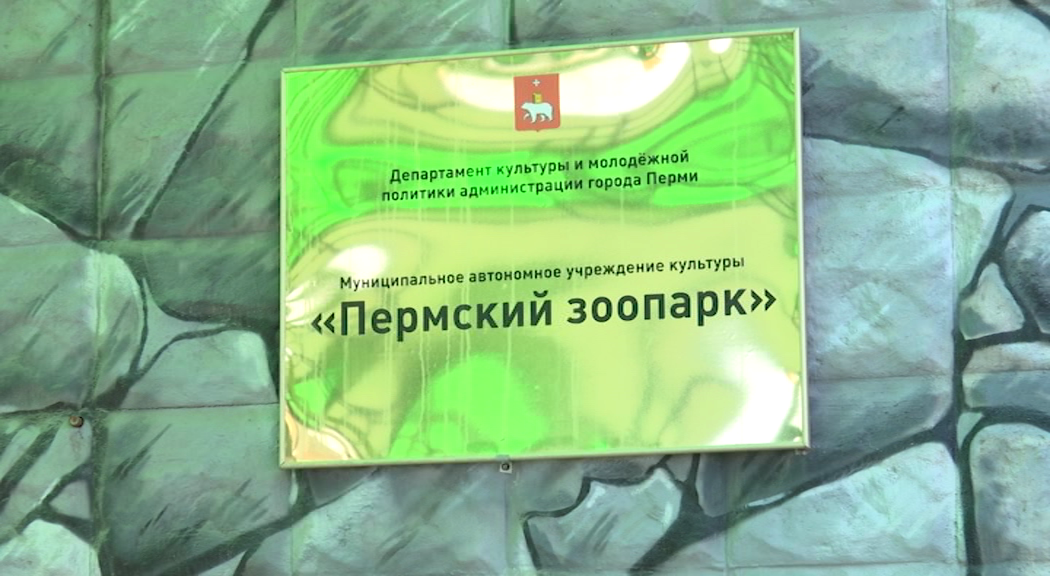 Департамент культуры и молодёжной
политики администрации города Перми
Муниципальное автономное учреждение культуры
«Пермский зоопарк»